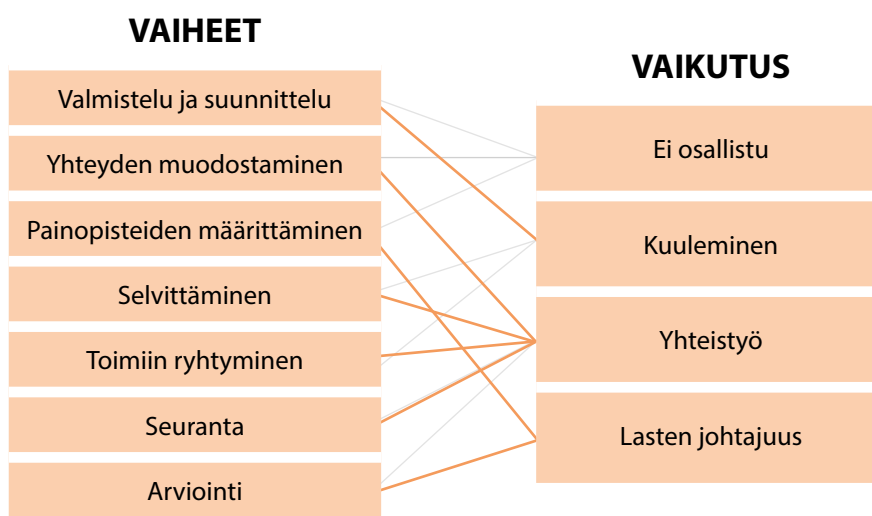 VAIHEET
Valmistelu ja suunnittelu
Yhteyden muodostaminen
Painopisteiden määrittäminen
Selvittäminen
Toimiin ryhtyminen
Seuranta
Arviointi
VAIKUTUS
Ei osallistu
Kuuleminen
Yhteistyö
Lasten johtajuus